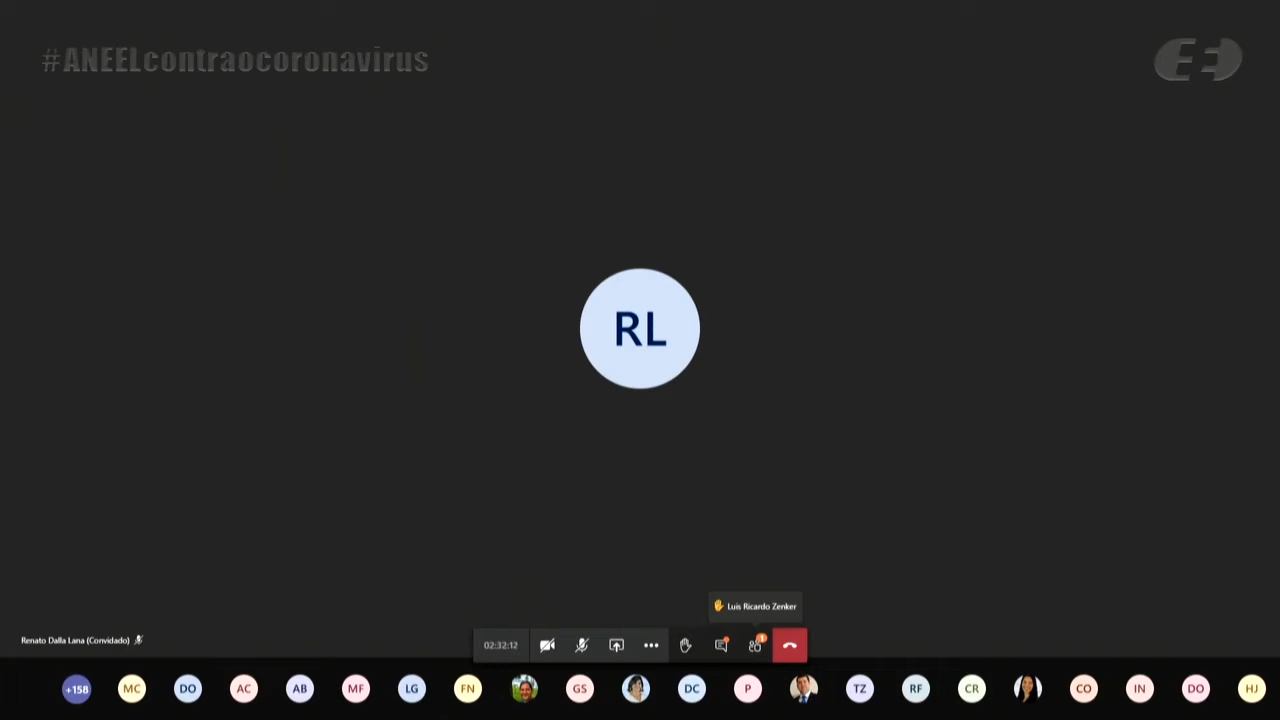 #ANEELcontraocoronavirus
RL
Luis Ricardo Zenker
Renato Dalla Lana (Convidado)
02:32:12
1
+158 MC DO AC AB MF LG FN GS DC P TZ RF CR CO IN DO HJ